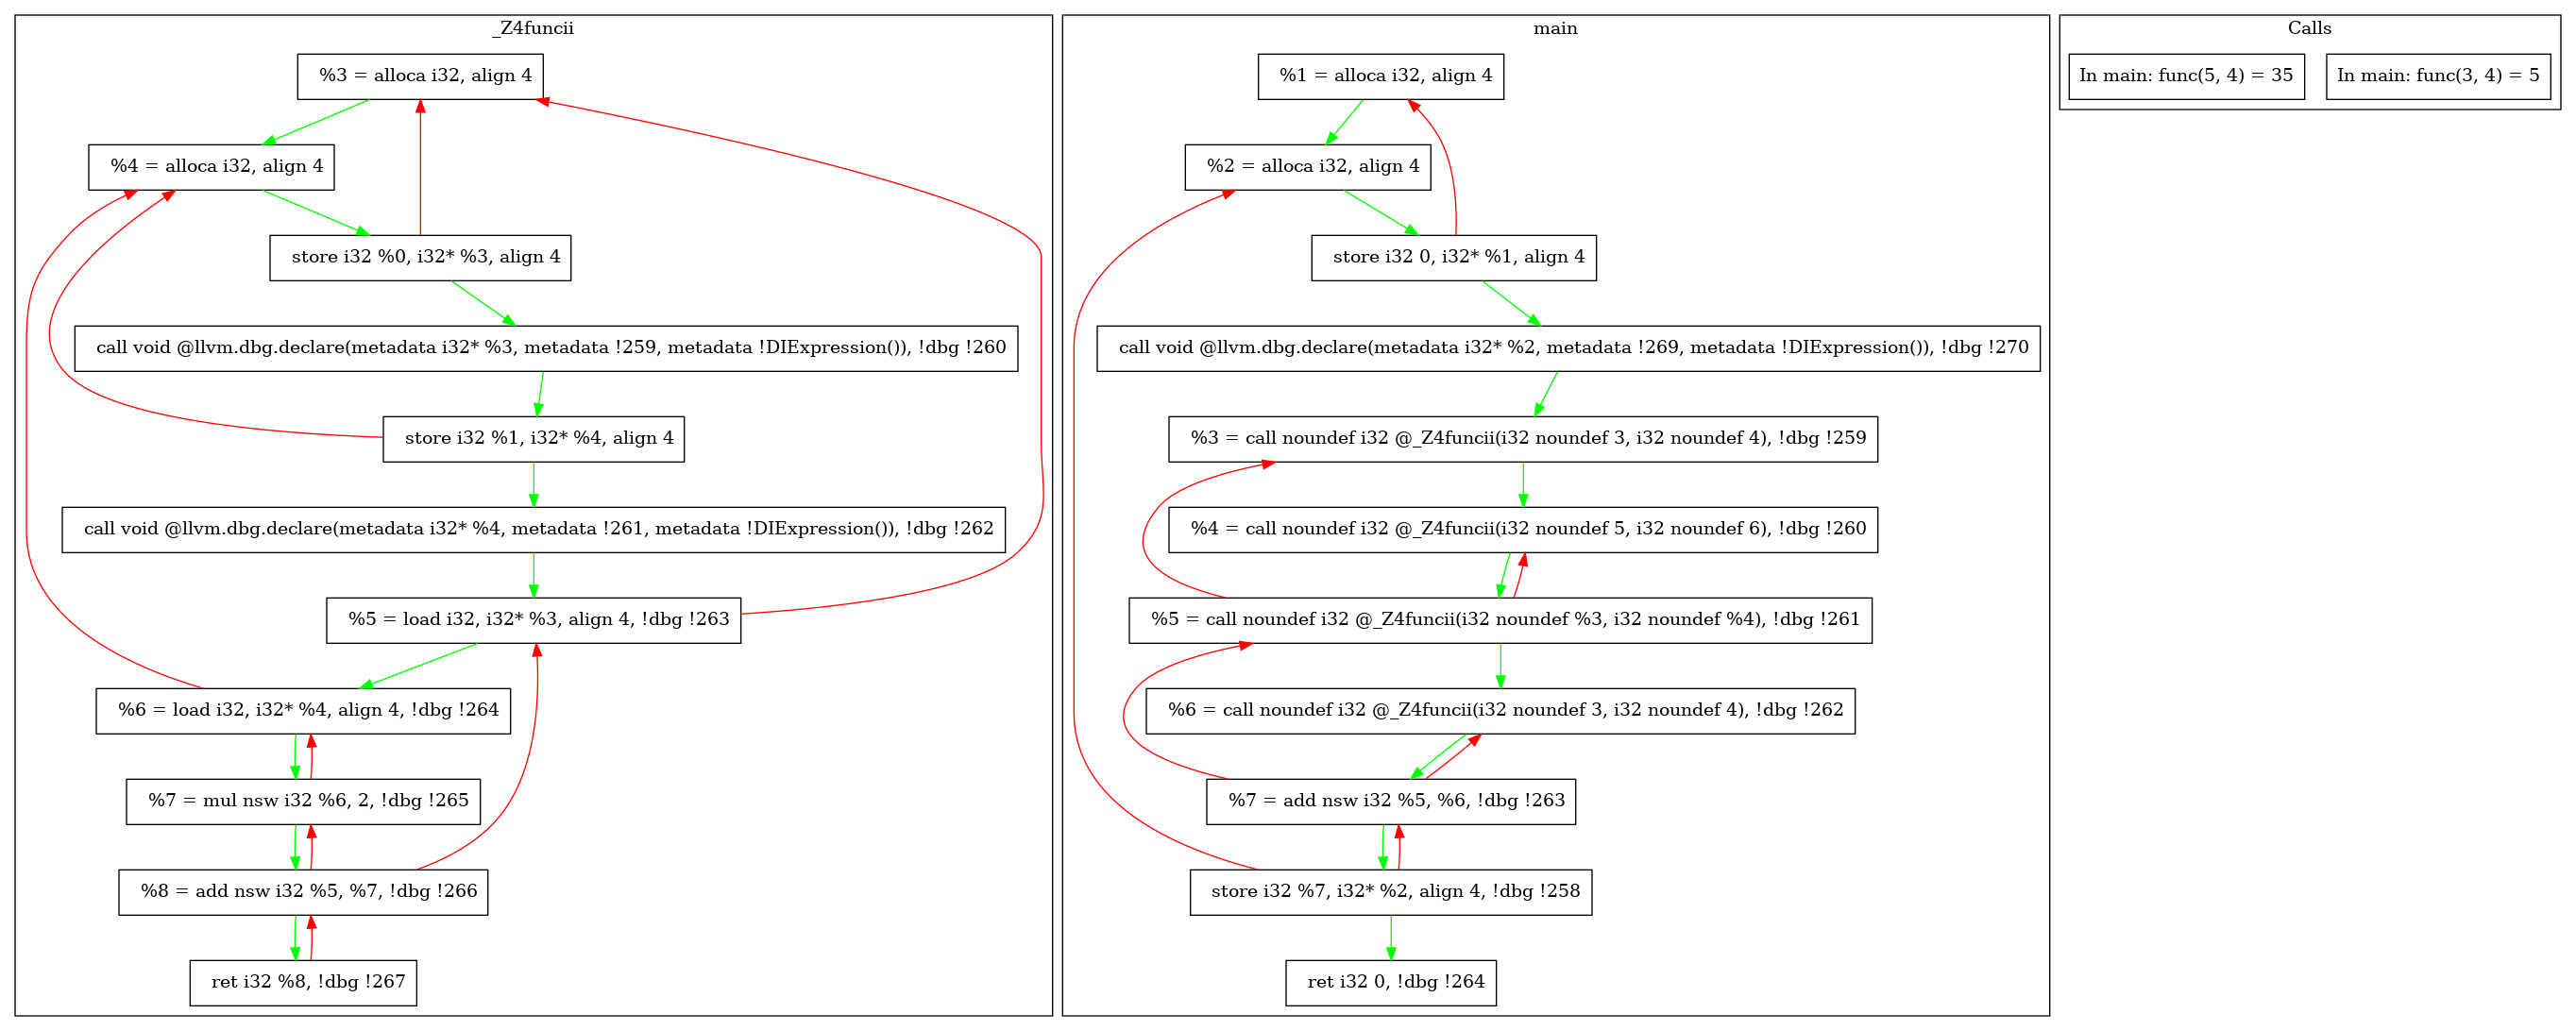 _Z4funcii
%3 = alloca i32, align 4
%4 = alloca i32, align 4
store i32 %0, i32* %3, align 4
call void @llvm.dbg.declare(metadata i32* %3, metadata !259, metadata !DIExpression()), !dbg !260
store i32 %1, i32* %4, align 4
call void @llvm.dbg.declare(metadata i32* %4, metadata !261, metadata !DIExpression()), !dbg !262
%5 = load i32, i32* %3, align 4, !dbg !263
%6 = load i32, i32* %4, align 4, !dbg !264
%7 = mul nsw i32 %6, 2, !dbg !265
%8 = add nsw i32 %5, %7, !dbg !266
ret i32 %8, !dbg !267
main
%1 = alloca i32, align 4
%2 = alloca i32, align 4
store i32 0, i32* %1, align 4
call void @llvm.dbg.declare(metadata i32* %2, metadata !269, metadata !DIExpression()), !dbg !270
%3 = call noundef i32 @_Z4funcii(i32 noundef 3, i32 noundef 4), !dbg !259
%4 = call noundef i32 @_Z4funcii(i32 noundef 5, i32 noundef 6), !dbg !260
%5 = call noundef i32 @_Z4funcii(i32 noundef %3, i32 noundef %4), !dbg !261
%6 = call noundef i32 @_Z4funcii(i32 noundef 3, i32 noundef 4), !dbg !262
%7 = add nsw i32 %5, %6, !dbg !263
store i32 %7, i32* %2, align 4, !dbg !258
ret i32 0, !dbg !264
Calls
In main: func(5, 4) = 35
In main: func(3, 4) = 5